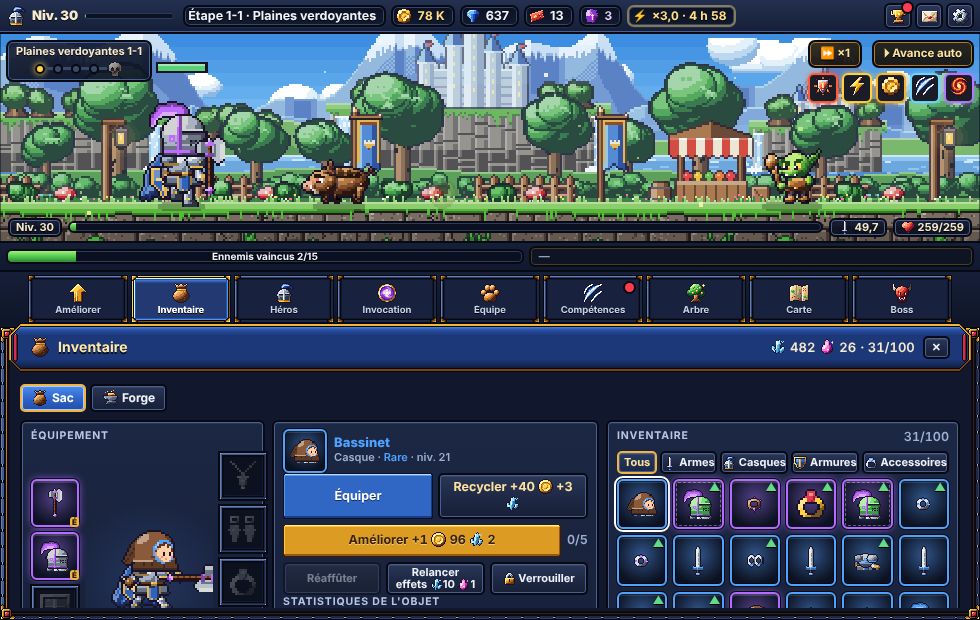 Niv. 30
Étape 1-1 · Plaines verdoyantes
78 K
637
13
3
×3,0 · 4 h 58
Plaines verdoyantes 1-1
×1
Avance auto
Niv. 30
49,7
259/259
Ennemis vaincus 2/15
—
Améliorer
Inventaire
Héros
Invocation
Equipe
Compétences
Arbre
Carte
Boss
Inventaire
482
26 · 31/100
×
Sac
Forge
ÉQUIPEMENT
E
E
Bassinet
Casque · Rare · niv. 21
Équiper
Recycler +40 +3
Améliorer +1 96 2
0/5
Réaffûter
Relancer
effets 10 1
Verrouiller
STATISTIQUES DE L'OBJET
INVENTAIRE
31/100
Tous
Armes
Casques
Armures
Accessoires